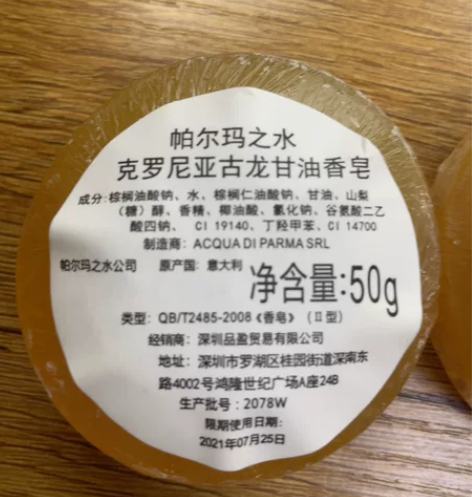 帕尔玛之水
克罗尼亚古龙甘油香皂
成分:棕榈油酸钠、水、棕榈仁油酸钠、甘油、山梨
（糖）醇、香精、椰油酸、氯化钠、谷氨酸二乙
酸四钠、 CI 19140、丁羟甲苯、CI 14700
制造商：ACQUA DI PARMA SRL
帕尔玛之水公司 原产国: 意大利 净含量:50g
类型：QB/T2485-2008《香皂》（Ⅱ型）
经销商：深圳品盈贸易有限公司
地址：深圳市罗湖区桂园街道深南东
路4002号鸿隆世纪广场A座24B
生产批号：2078W
限期使用日期：
2021年07月25日